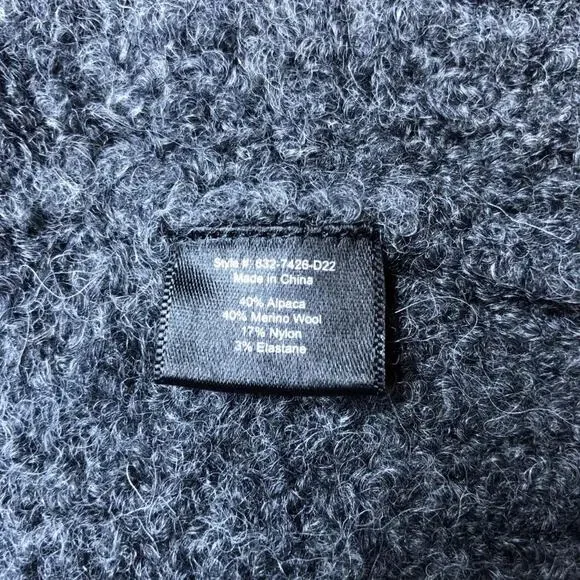 Style #: 632-7426-D22
Made in China
40% Alpaca
40% Merino Wool
17% Nylon
3% Elastane